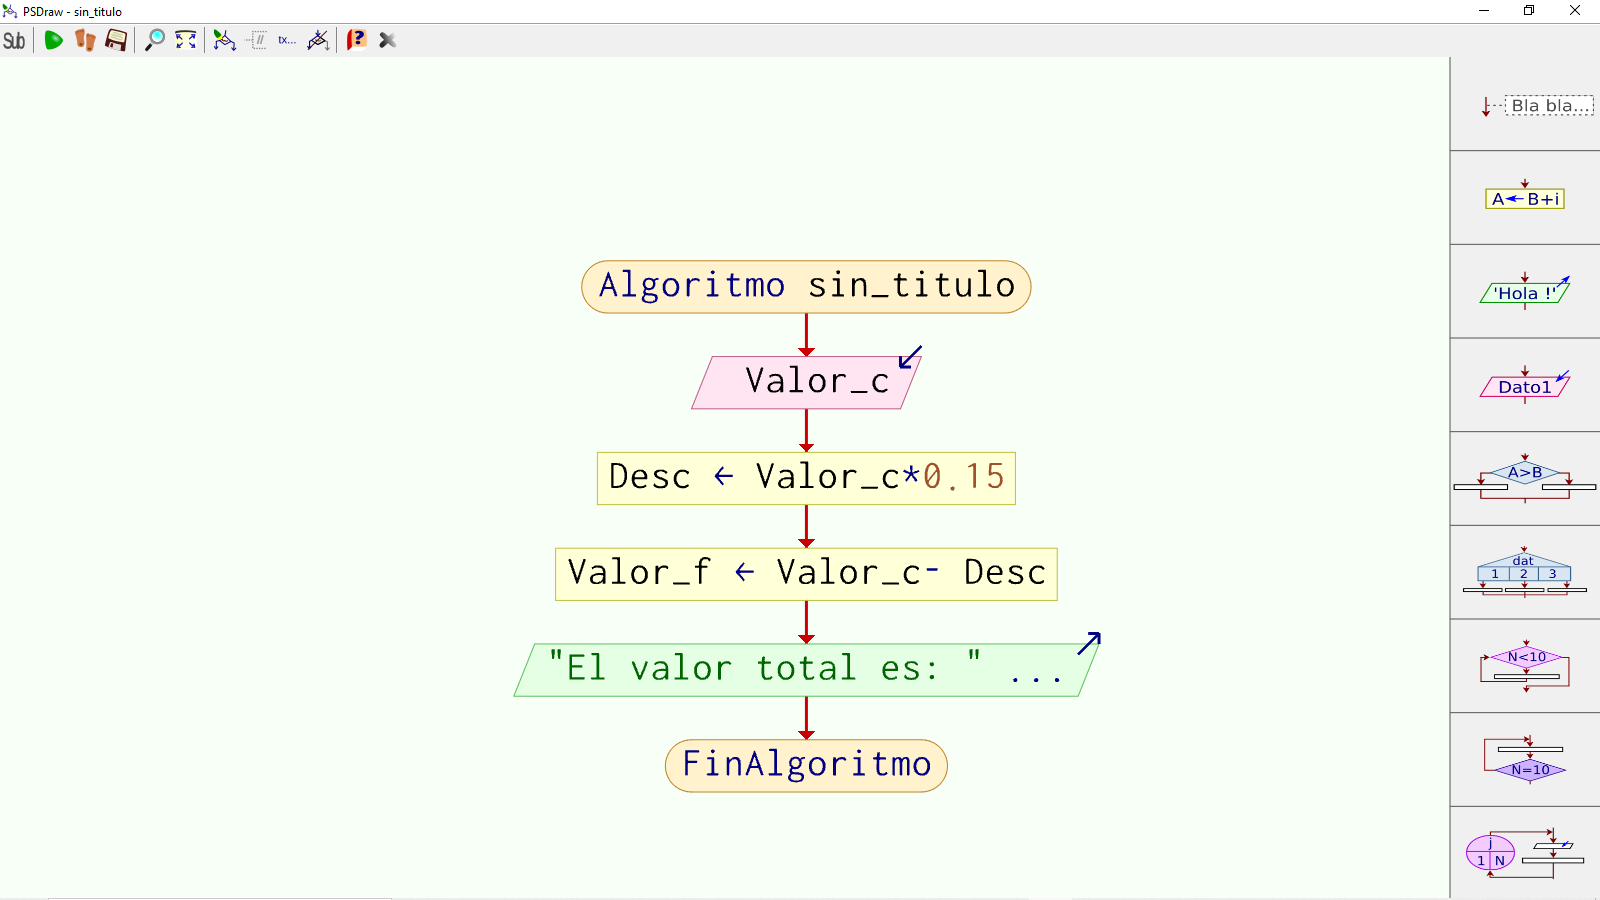 PSDraw - sin_titulo
Sub
tx...
?
Algoritmo sin_titulo
Valor_c
Desc ← Valor_c*0.15
Valor_f ← Valor_c- Desc
"El valor total es: " ...
FinAlgoritmo
Bla bla...
A←B+i
'Hola !'
Dato1
A>B
dat
1 2 3
N<10
N=10
j
1 N